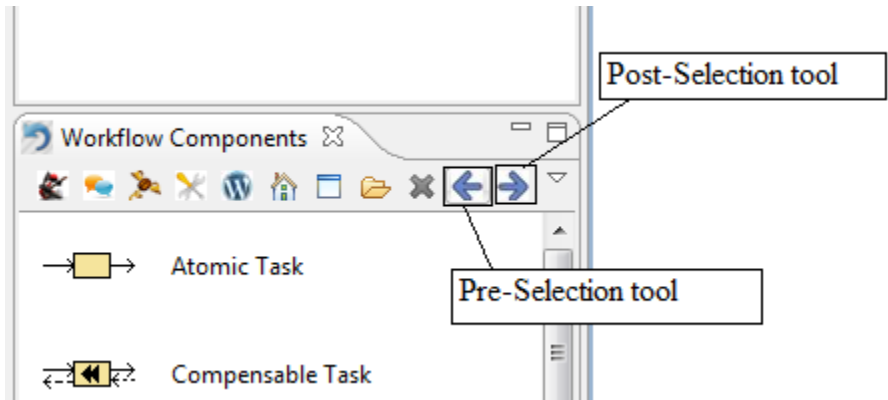 Post-Selection tool
Workflow Components
Pre-Selection tool
Atomic Task
Compensable Task